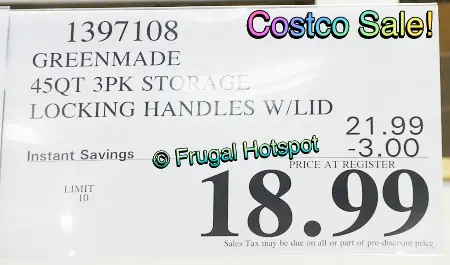 Costco Sale!
1397108
GREENMADE
45QT 3PK STORAGE
LOCKING HANDLES W/LID
21.99
Instant Savings -3.00
© Frugal Hotspot
PRICE AT REGISTER
LIMIT
10
18.99
Sales Tax may be due on all or part of pre-discount price